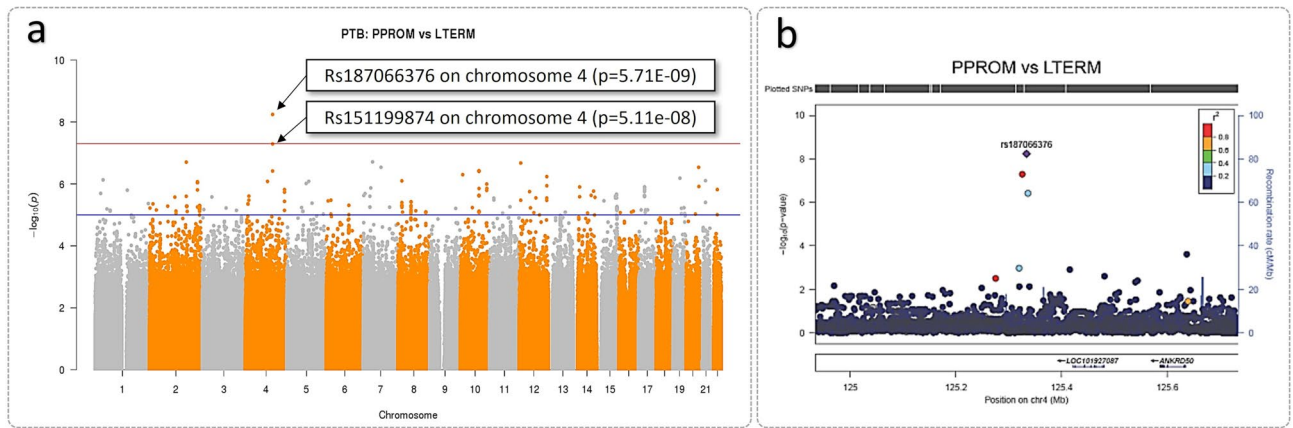 a
PTB: PPROM vs LTERM
Rs187066376 on chromosome 4 (p=5.71E-09)
Rs151199874 on chromosome 4 (p=5.11e-08)
10
8
6
4
2
0
−log₁₀(p)
1 2 3 4 5 6 7 8 9 10 11 12 13 14 15 17 19 21
Chromosome
b
PPROM vs LTERM
Plotted SNPs
10
8
6
4
2
0
−log₁₀(p-value)
rs187066376
r²
0.8
0.6
0.4
0.2
100
80
60
40
20
0
Recombination rate (cM/Mb)
LOC101927087
ANKRD50
125 125.2 125.4 125.6
Position on chr4 (Mb)